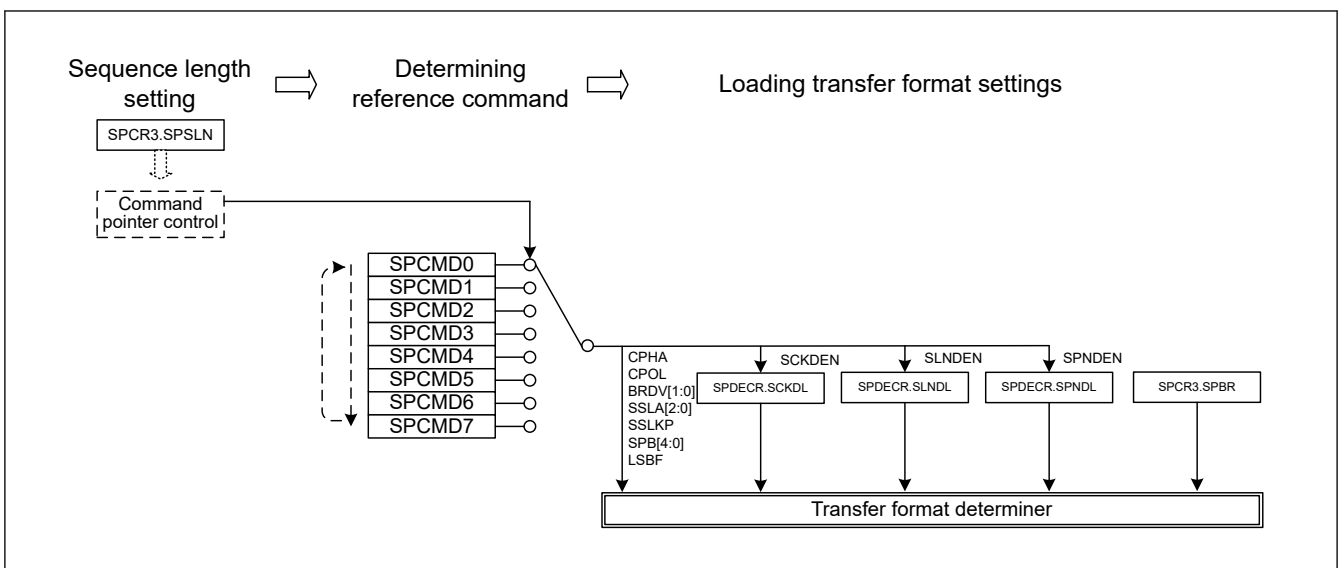 Sequence length
setting
Determining
reference command
Loading transfer format settings
SPCR3.SPSLN
Command
pointer control
SPCMD0
SPCMD1
SPCMD2
SPCMD3
SPCMD4
SPCMD5
SPCMD6
SPCMD7
CPHA
CPOL
BRDV[1:0]
SSLA[2:0]
SSLKP
SPB[4:0]
LSBF
SCKDEN
SLNDEN
SPNDEN
SPDECR.SCKDL
SPDECR.SLNDL
SPDECR.SPNDL
SPCR3.SPBR
Transfer format determiner